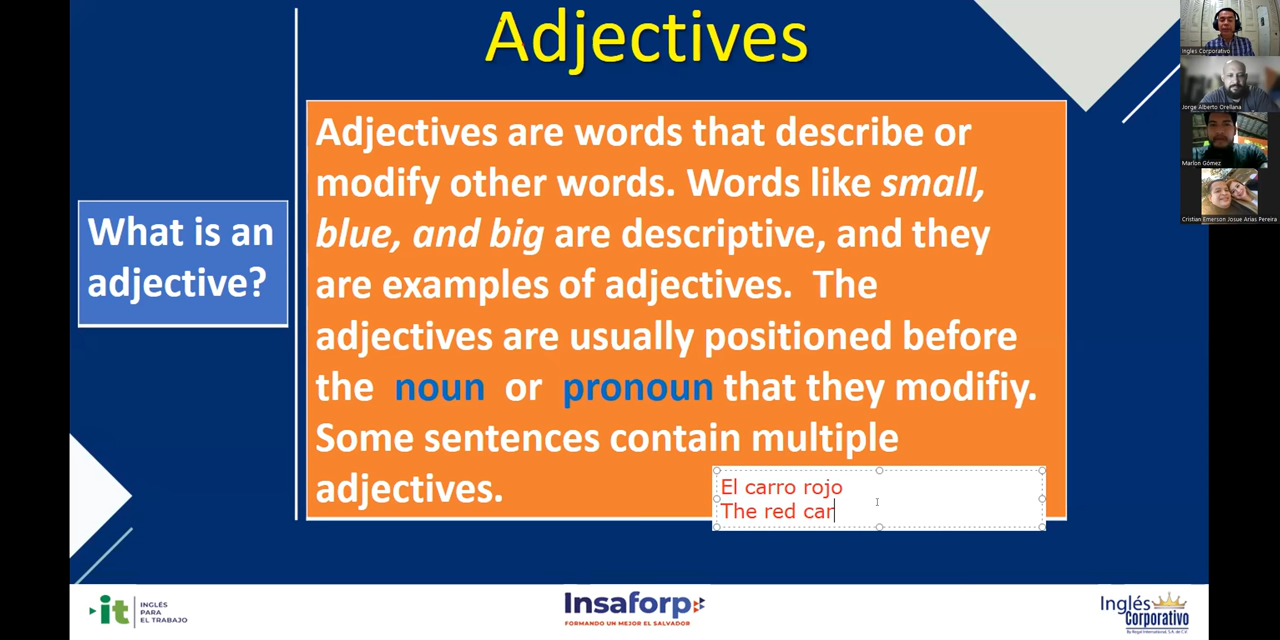 Adjectives
What is an
adjective?
Adjectives are words that describe or
modify other words. Words like small,
blue, and big are descriptive, and they
are examples of adjectives. The
adjectives are usually positioned before
the noun or pronoun that they modifiy.
Some sentences contain multiple
adjectives.
El carro rojo
The red car
Inglés Corporativo
Jorge Alberto Orellana
Marlon Gómez
Cristian Emerson Josue Arias Pereira
it
INGLÉS
PARA
EL TRABAJO
Insaforp
FORMANDO UN MEJOR EL SALVADOR
Inglés
Corporativo
By Regal International, S.A. de C.V.